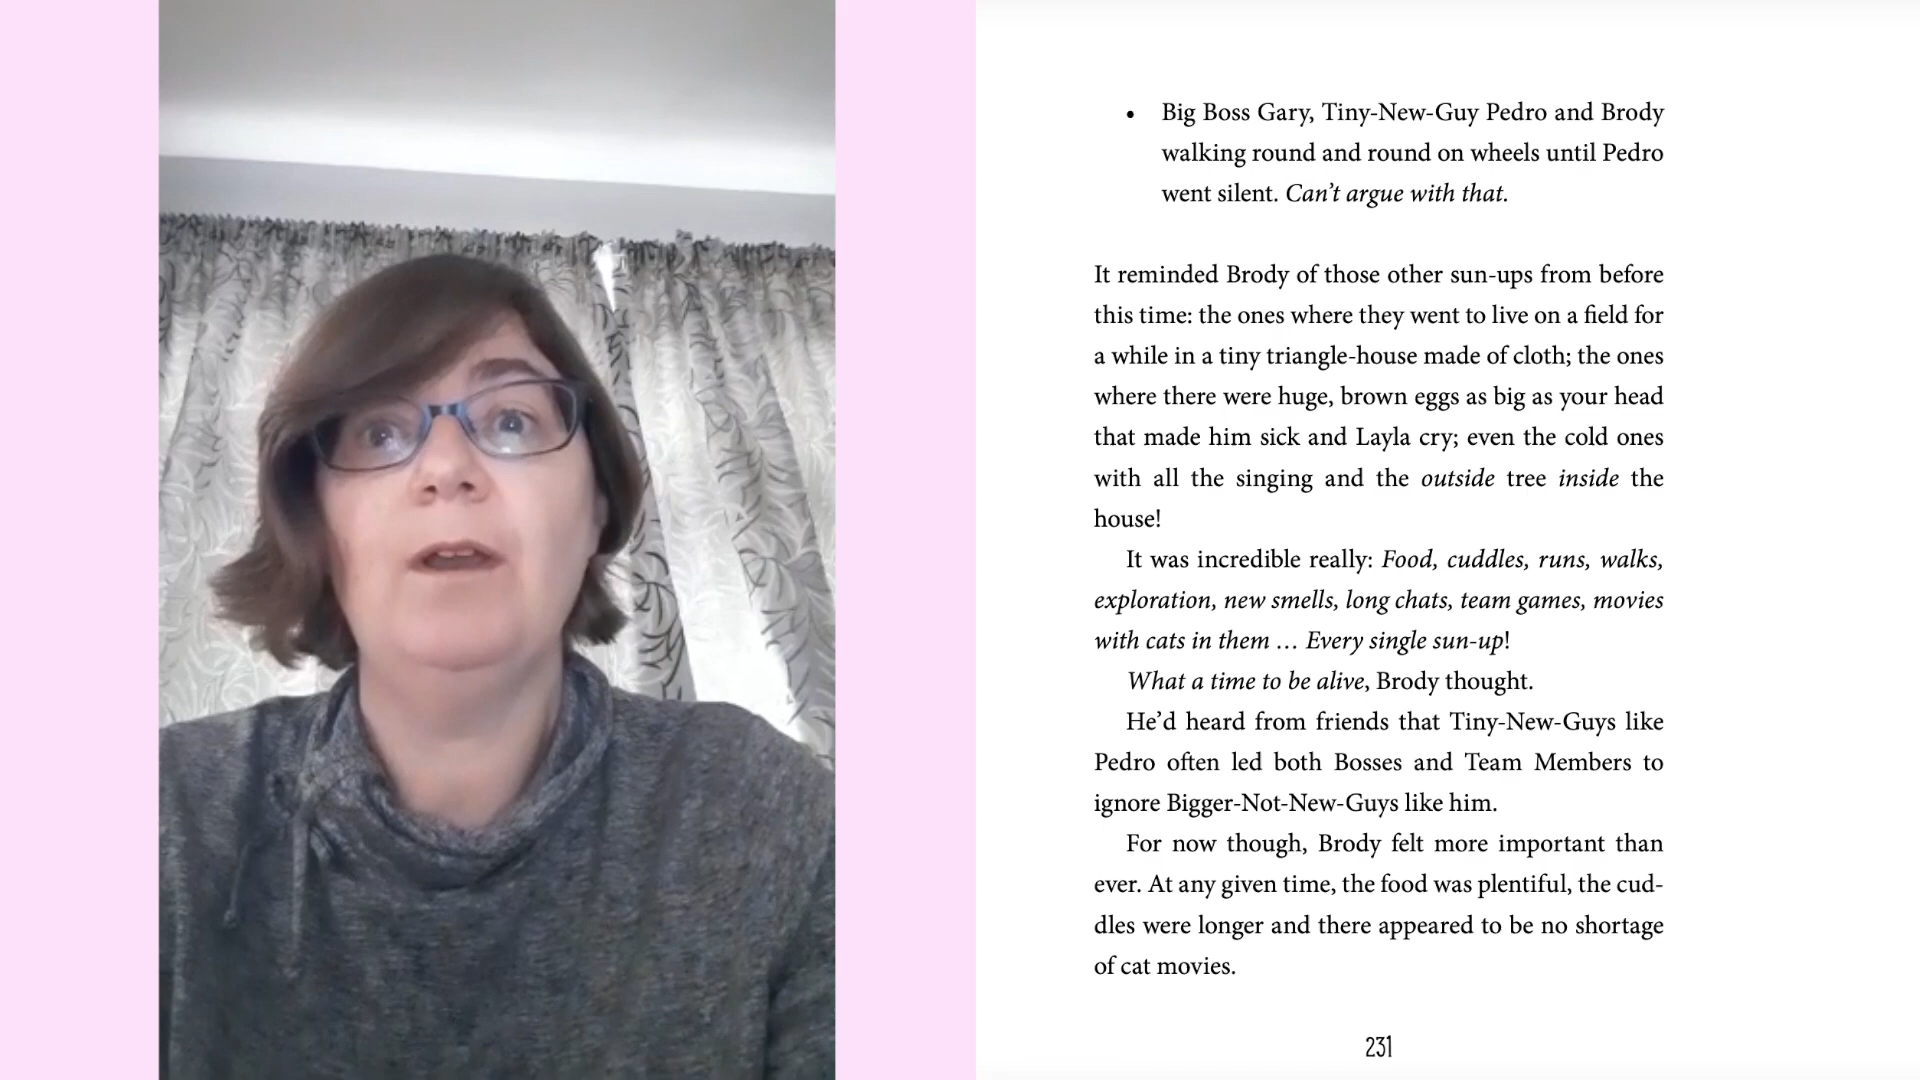 • Big Boss Gary, Tiny-New-Guy Pedro and Brody
walking round and round on wheels until Pedro
went silent. Can’t argue with that.
It reminded Brody of those other sun-ups from before
this time: the ones where they went to live on a field for
a while in a tiny triangle-house made of cloth; the ones
where there were huge, brown eggs as big as your head
that made him sick and Layla cry; even the cold ones
with all the singing and the outside tree inside the
house!
It was incredible really: Food, cuddles, runs, walks,
exploration, new smells, long chats, team games, movies
with cats in them … Every single sun-up!
What a time to be alive, Brody thought.
He’d heard from friends that Tiny-New-Guys like
Pedro often led both Bosses and Team Members to
ignore Bigger-Not-New-Guys like him.
For now though, Brody felt more important than
ever. At any given time, the food was plentiful, the cud-
dles were longer and there appeared to be no shortage
of cat movies.
231